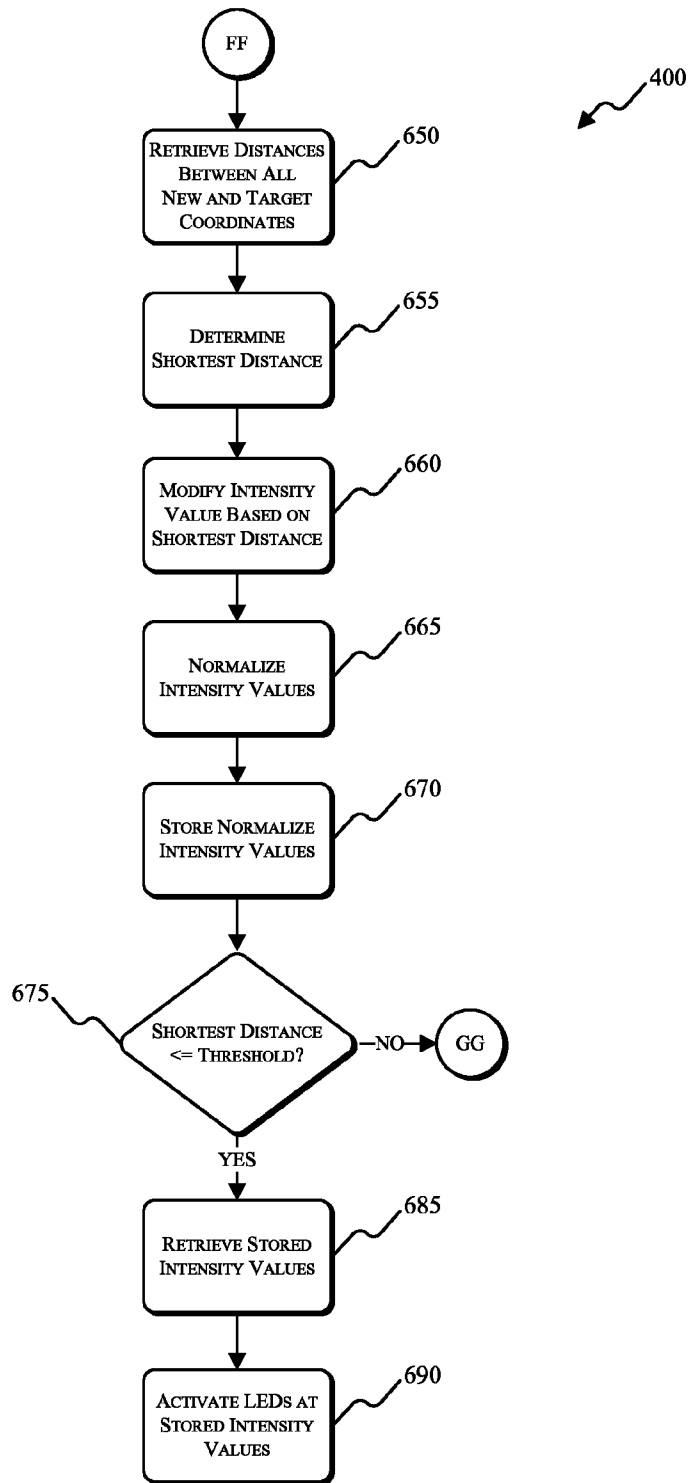 FF
400
RETRIEVE DISTANCES
BETWEEN ALL
NEW AND TARGET
COORDINATES
650
DETERMINE
SHORTEST DISTANCE
655
MODIFY INTENSITY
VALUE BASED ON
SHORTEST DISTANCE
660
NORMALIZE
INTENSITY VALUES
665
STORE NORMALIZE
INTENSITY VALUES
670
675
SHORTEST DISTANCE
<= THRESHOLD?
NO
GG
YES
RETRIEVE STORED
INTENSITY VALUES
685
ACTIVATE LEDS AT
STORED INTENSITY
VALUES
690